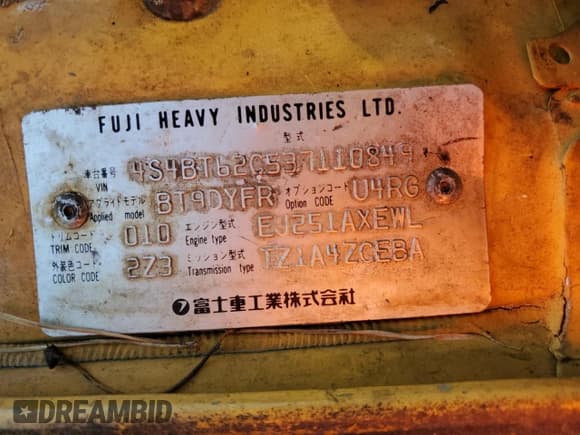 FUJI HEAVY INDUSTRIES LTD.
型式
車台番号 VIN 4S4BT62C537110849
アプライドモデル Applied model BT9DYFR オプションコード Option code U4RG
トリムコード TRIM CODE 010 エンジン型式 Engine type EJ251AXEWL
外装色コード COLOR CODE 2Z3 ミッション型式 Transmission type TZ1A4ZCEBA
⑦富士重工業株式会社
DREAMBID